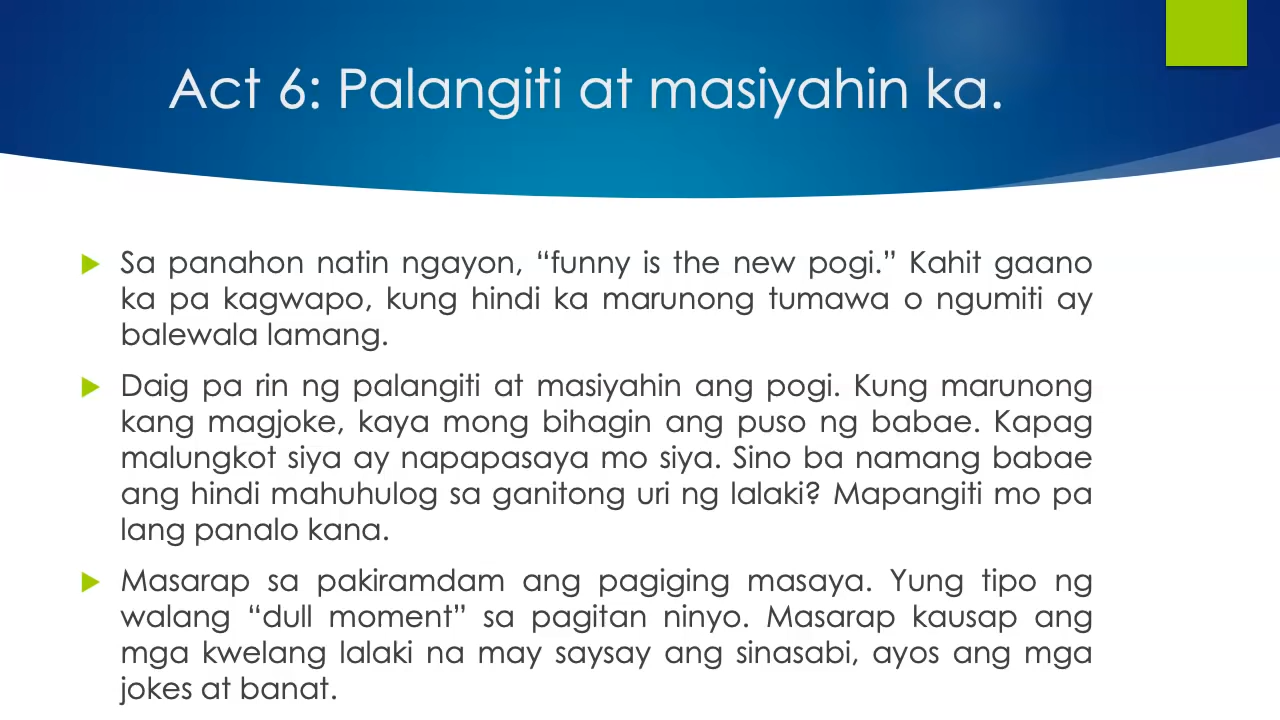 Act 6: Palangiti at masiyahin ka.
Sa panahon natin ngayon, “funny is the new pogi.” Kahit gaano
ka pa kagwapo, kung hindi ka marunong tumawa o ngumiti ay
balewala lamang.
Daig pa rin ng palangiti at masiyahin ang pogi. Kung marunong
kang magjoke, kaya mong bihagin ang puso ng babae. Kapag
malungkot siya ay napapasaya mo siya. Sino ba namang babae
ang hindi mahuhulog sa ganitong uri ng lalaki? Mapangiti mo pa
lang panalo kana.
Masarap sa pakiramdam ang pagiging masaya. Yung tipo ng
walang “dull moment” sa pagitan ninyo. Masarap kausap ang
mga kwelang lalaki na may saysay ang sinasabi, ayos ang mga
jokes at banat.